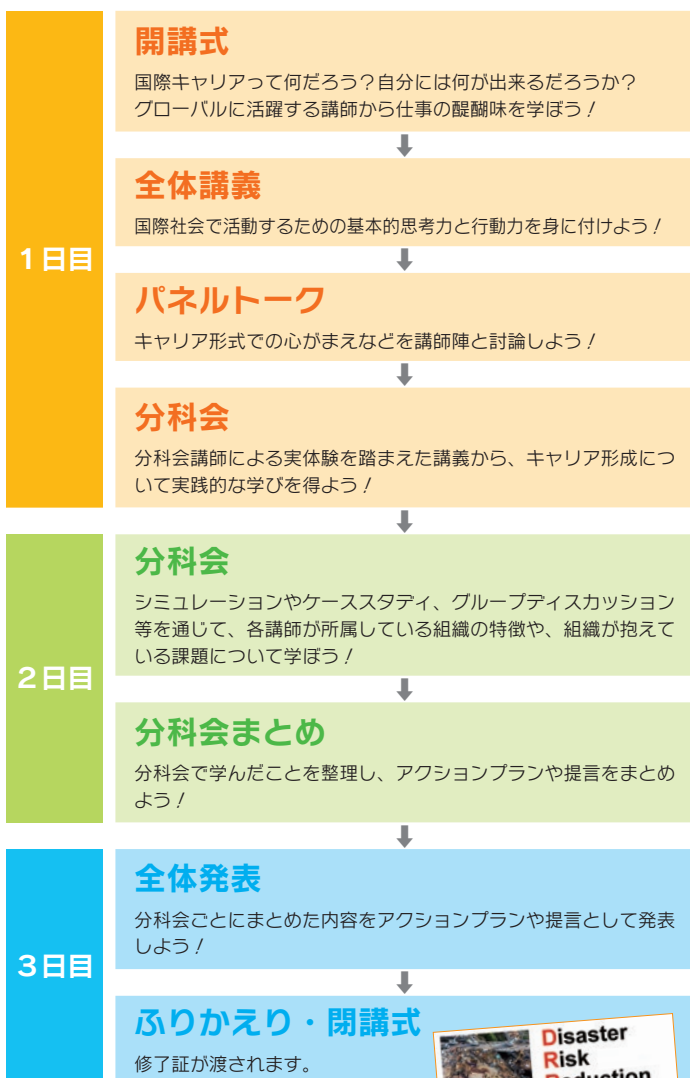 1日目
開講式
国際キャリアって何だろう？自分には何が出来るだろうか？
グローバルに活躍する講師から仕事の醍醐味を学ぼう！
全体講義
国際社会で活動するための基本的思考力と行動力を身に付けよう！
パネルトーク
キャリア形式での心がまえなどを講師陣と討論しよう！
分科会
分科会講師による実体験を踏まえた講義から、キャリア形成につ
いて実践的な学びを得よう！
2日目
分科会
シミュレーションやケーススタディ、グループディスカッション
等を通じて、各講師が所属している組織の特徴や、組織が抱えて
いる課題について学ぼう！
分科会まとめ
分科会で学んだことを整理し、アクションプランや提言をまとめ
よう！
3日目
全体発表
分科会ごとにまとめた内容をアクションプランや提言として発表
しよう！
ふりかえり・閉講式
修了証が渡されます。
Disaster
Risk